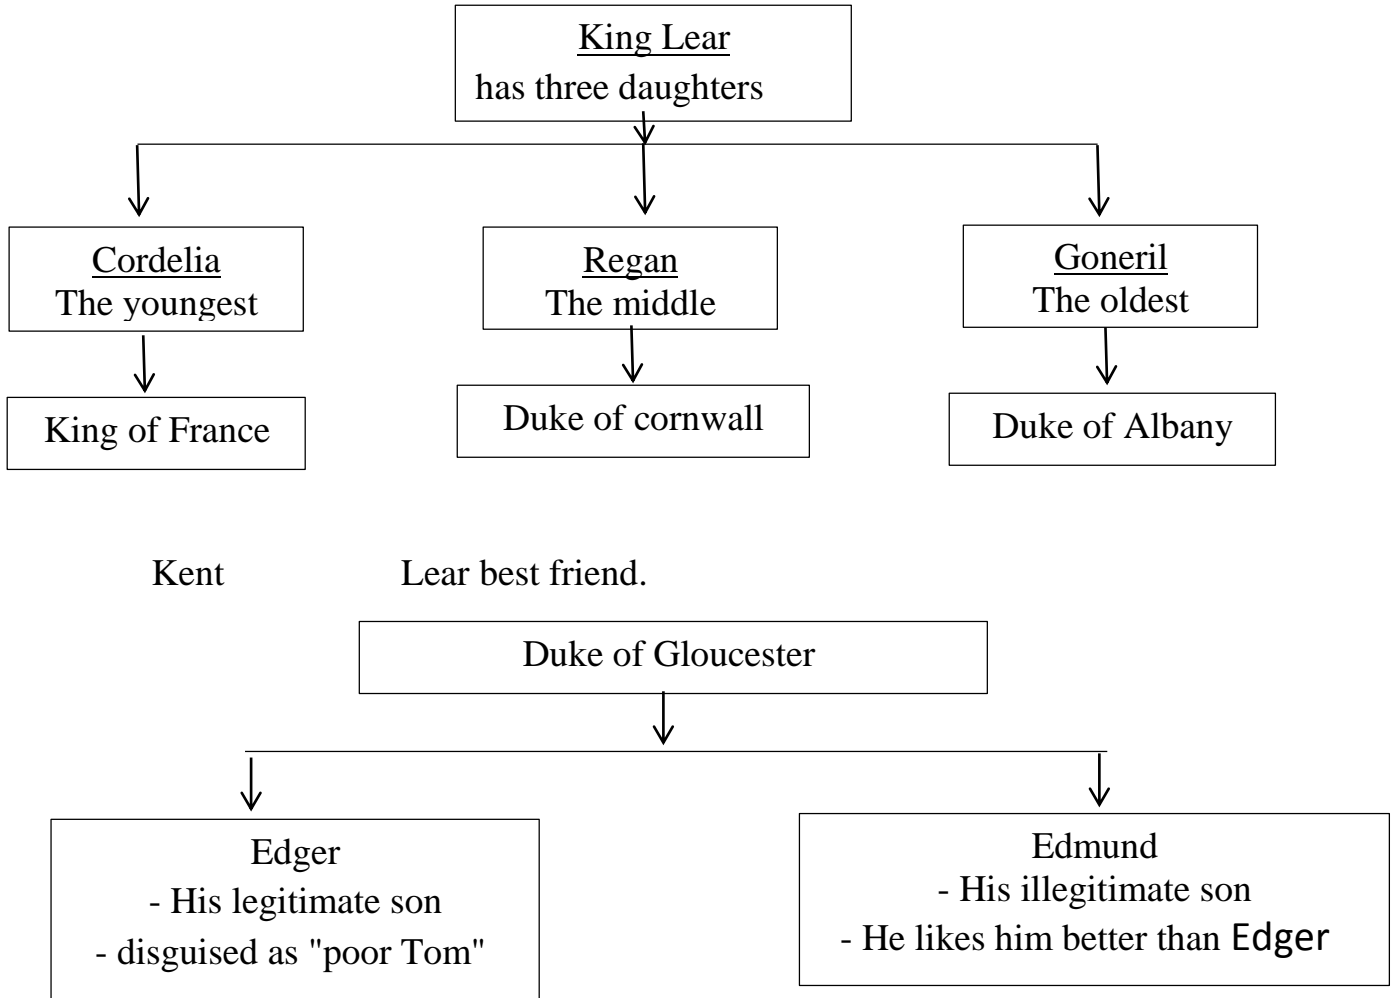 King Lear
has three daughters
Cordelia
The youngest
Regan
The middle
Goneril
The oldest
King of France
Duke of cornwall
Duke of Albany
Kent Lear best friend.
Duke of Gloucester
Edger
- His legitimate son
- disguised as "poor Tom"
Edmund
- His illegitimate son
- He likes him better than Edger